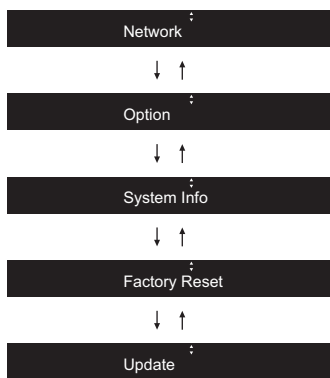 Network
Option
System Info
Factory Reset
Update